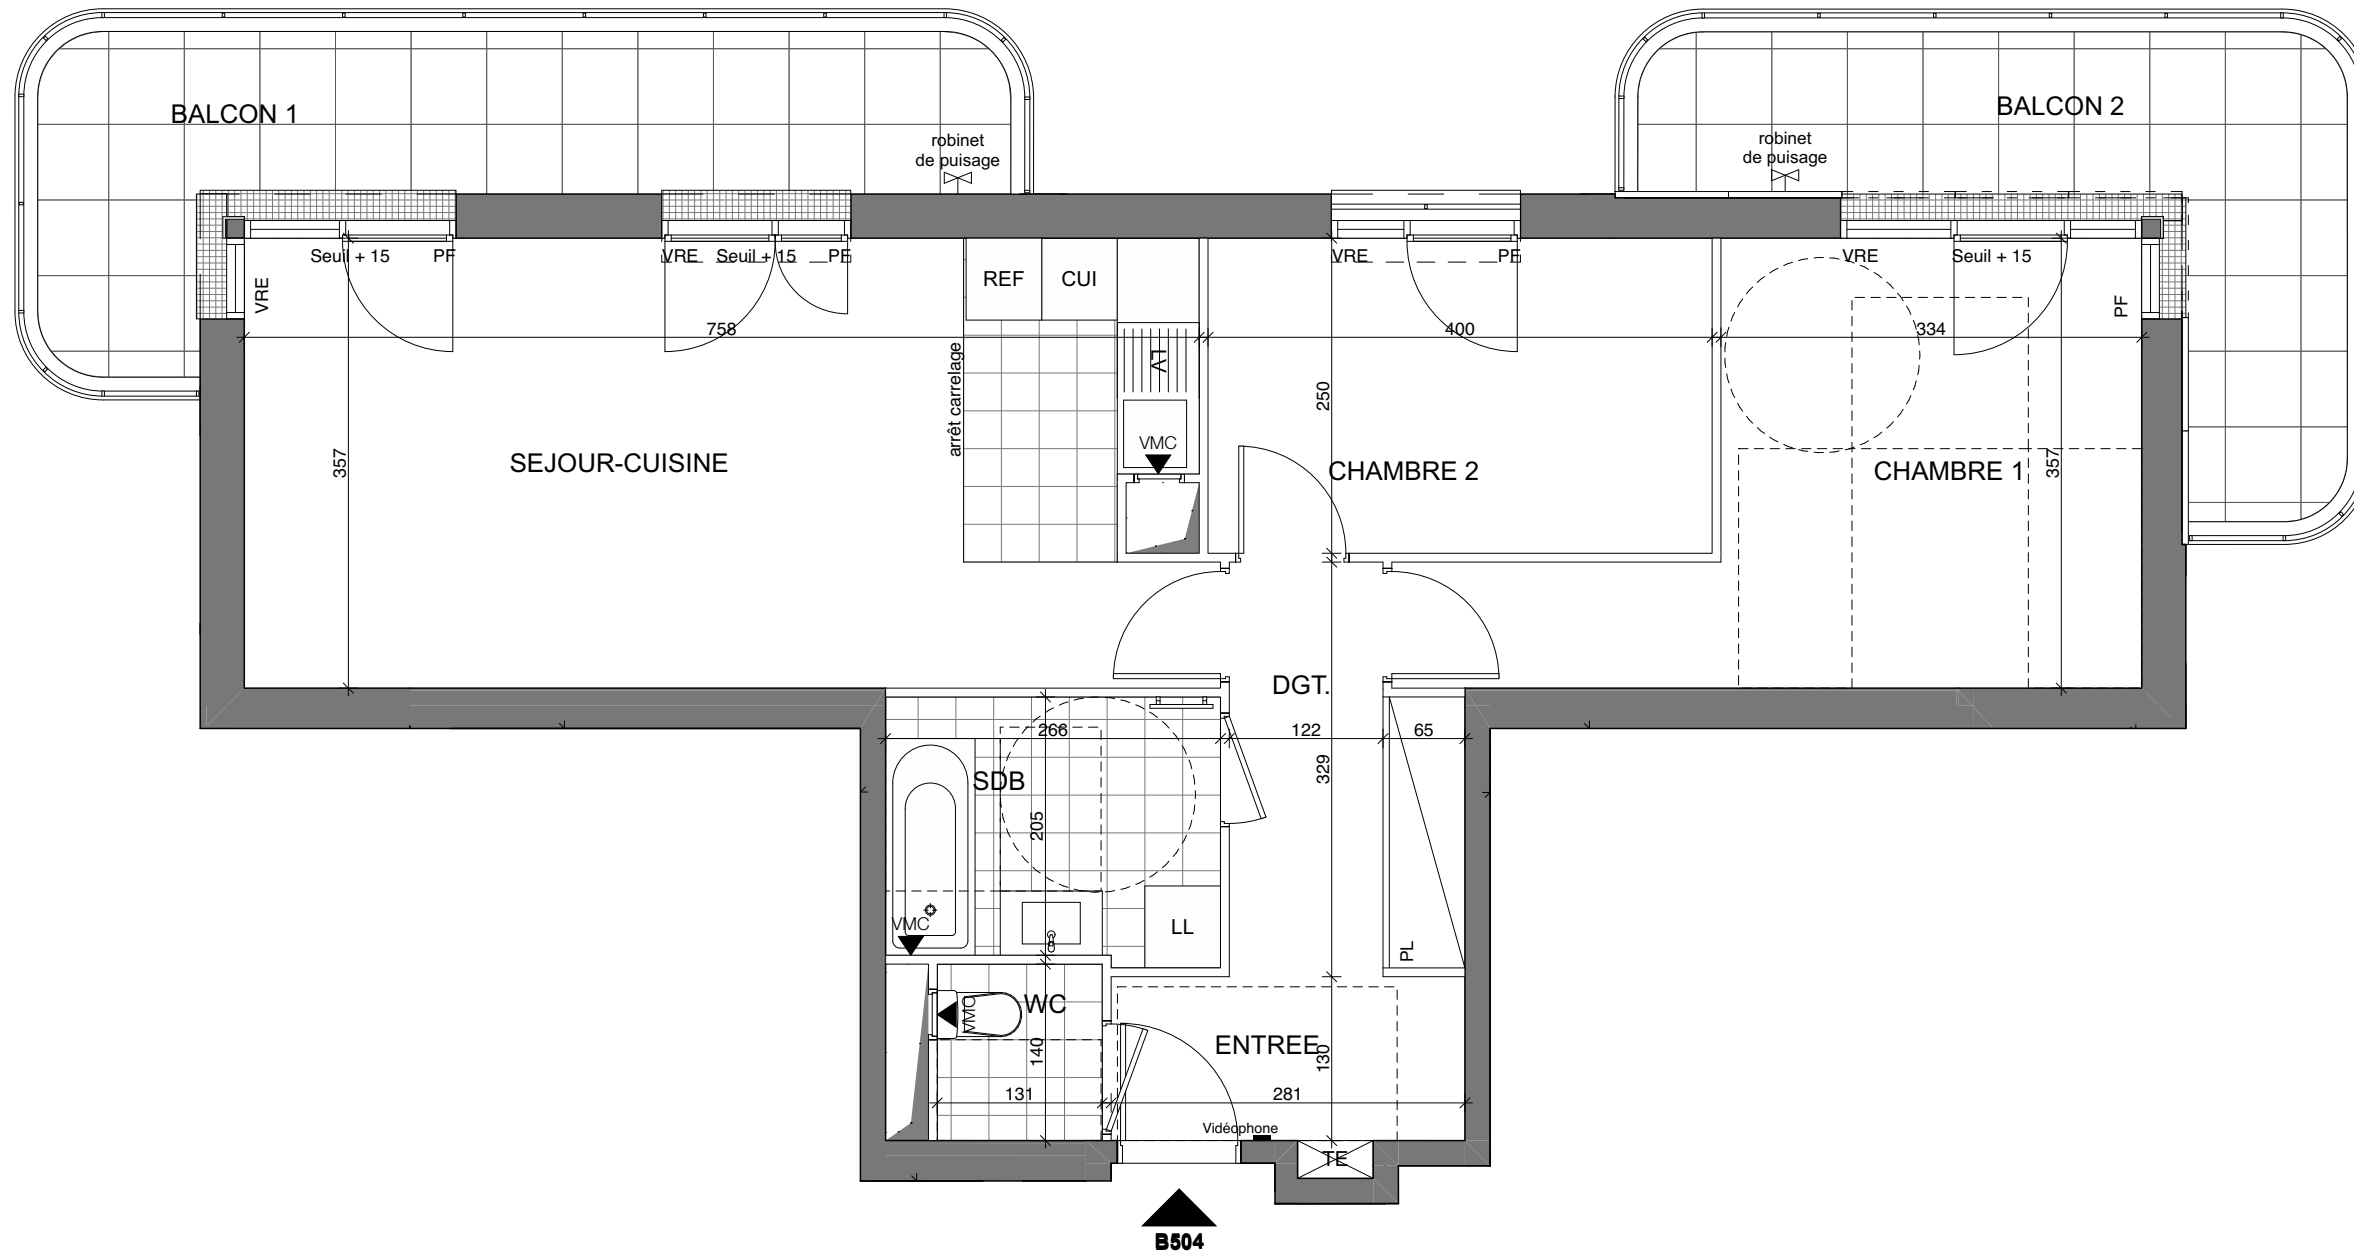 BALCON 1
BALCON 2
robinet
de puisage
robinet
de puisage
Seuil + 15
PF
VRE
Seuil + 15
PF
VRE
PF
VRE
Seuil + 15
VRE
PF
REF
CUI
758
400
334
LV
arrêt carrelage
250
VMC
357
SEJOUR-CUISINE
CHAMBRE 2
CHAMBRE 1
357
DGT.
266
122
65
329
SDB
205
VMC
LL
PL
VMC
WC
140
ENTREE
130
131
281
Vidéophone
TE
B504